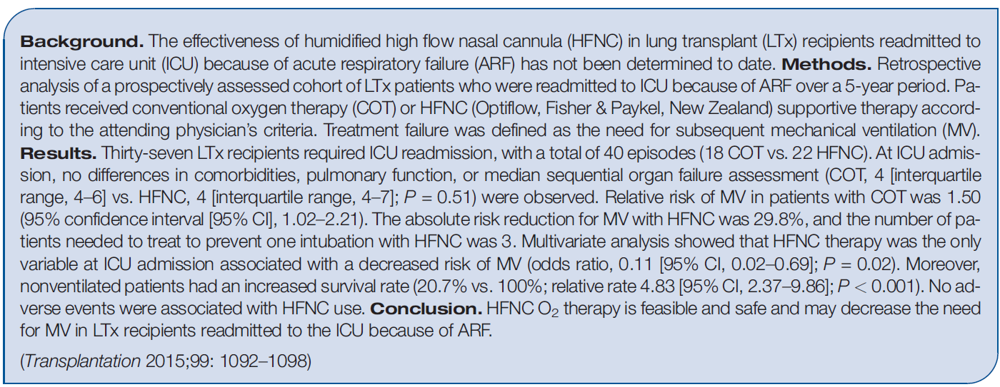 Background. The effectiveness of humidified high flow nasal cannula (HFNC) in lung transplant (LTx) recipients readmitted to
intensive care unit (ICU) because of acute respiratory failure (ARF) has not been determined to date. Methods. Retrospective
analysis of a prospectively assessed cohort of LTx patients who were readmitted to ICU because of ARF over a 5-year period. Pa-
tients received conventional oxygen therapy (COT) or HFNC (Optiflow, Fisher & Paykel, New Zealand) supportive therapy accord-
ing to the attending physician's criteria. Treatment failure was defined as the need for subsequent mechanical ventilation (MV).
Results. Thirty-seven LTx recipients required ICU readmission, with a total of 40 episodes (18 COT vs. 22 HFNC). At ICU admis-
sion, no differences in comorbidities, pulmonary function, or median sequential organ failure assessment (COT, 4 [interquartile
range, 4–6] vs. HFNC, 4 [interquartile range, 4–7]; P = 0.51) were observed. Relative risk of MV in patients with COT was 1.50
(95% confidence interval [95% CI], 1.02–2.21). The absolute risk reduction for MV with HFNC was 29.8%, and the number of pa-
tients needed to treat to prevent one intubation with HFNC was 3. Multivariate analysis showed that HFNC therapy was the only
variable at ICU admission associated with a decreased risk of MV (odds ratio, 0.11 [95% CI, 0.02–0.69]; P = 0.02). Moreover,
nonventilated patients had an increased survival rate (20.7% vs. 100%; relative rate 4.83 [95% CI, 2.37–9.86]; P < 0.001). No ad-
verse events were associated with HFNC use. Conclusion. HFNC O₂ therapy is feasible and safe and may decrease the need
for MV in LTx recipients readmitted to the ICU because of ARF.
(Transplantation 2015;99: 1092–1098)